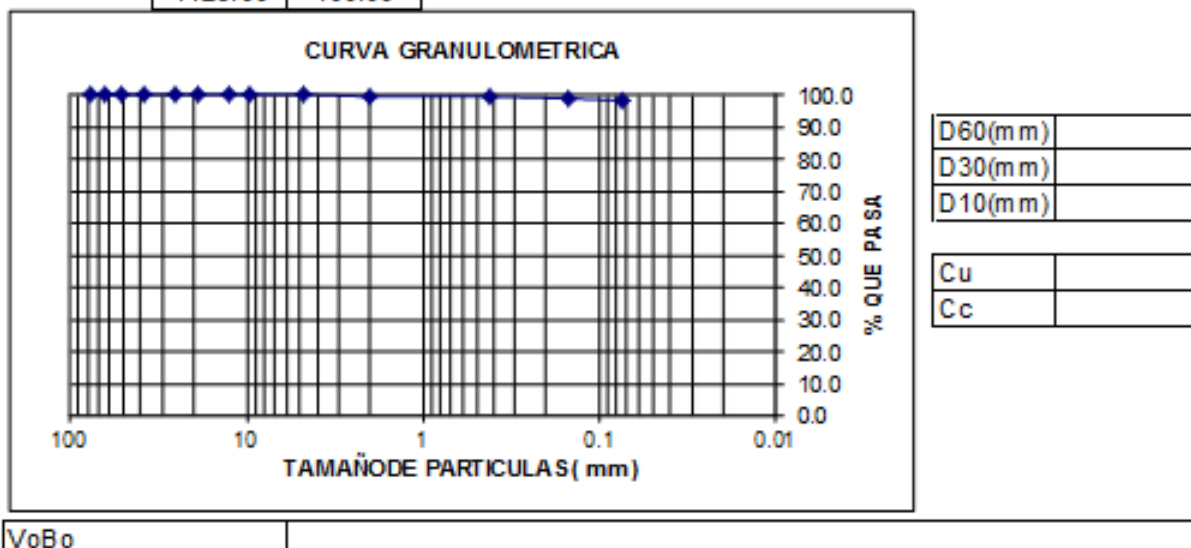 CURVA GRANULOMETRICA
100.0
90.0
80.0
70.0
60.0
50.0
40.0
30.0
20.0
10.0
0.0
% QUE PASA
100 10 1 0.1 0.01
TAMAÑODE PARTICULAS( mm)
D60(mm)
D30(mm)
D10(mm)
Cu
Cc
VoBo